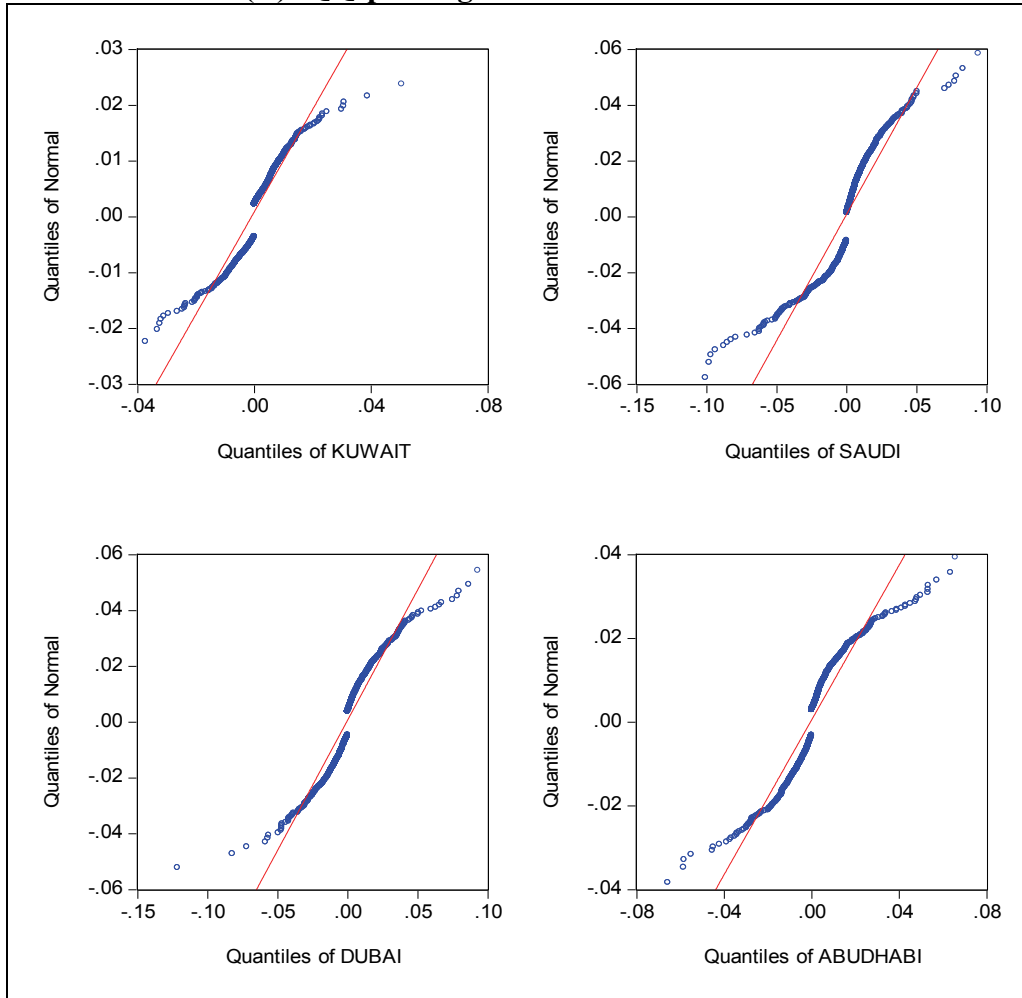 .03
.02
.01
.00
-.01
-.02
-.03
Quantiles of Normal
-.04 .00 .04 .08
Quantiles of KUWAIT
.06
.04
.02
.00
-.02
-.04
-.06
Quantiles of Normal
-.15 -.10 -.05 .00 .05 .10
Quantiles of SAUDI
.06
.04
.02
.00
-.02
-.04
-.06
Quantiles of Normal
-.15 -.10 -.05 .00 .05 .10
Quantiles of DUBAI
.04
.02
.00
-.02
-.04
Quantiles of Normal
-.08 -.04 .00 .04 .08
Quantiles of ABUDHABI